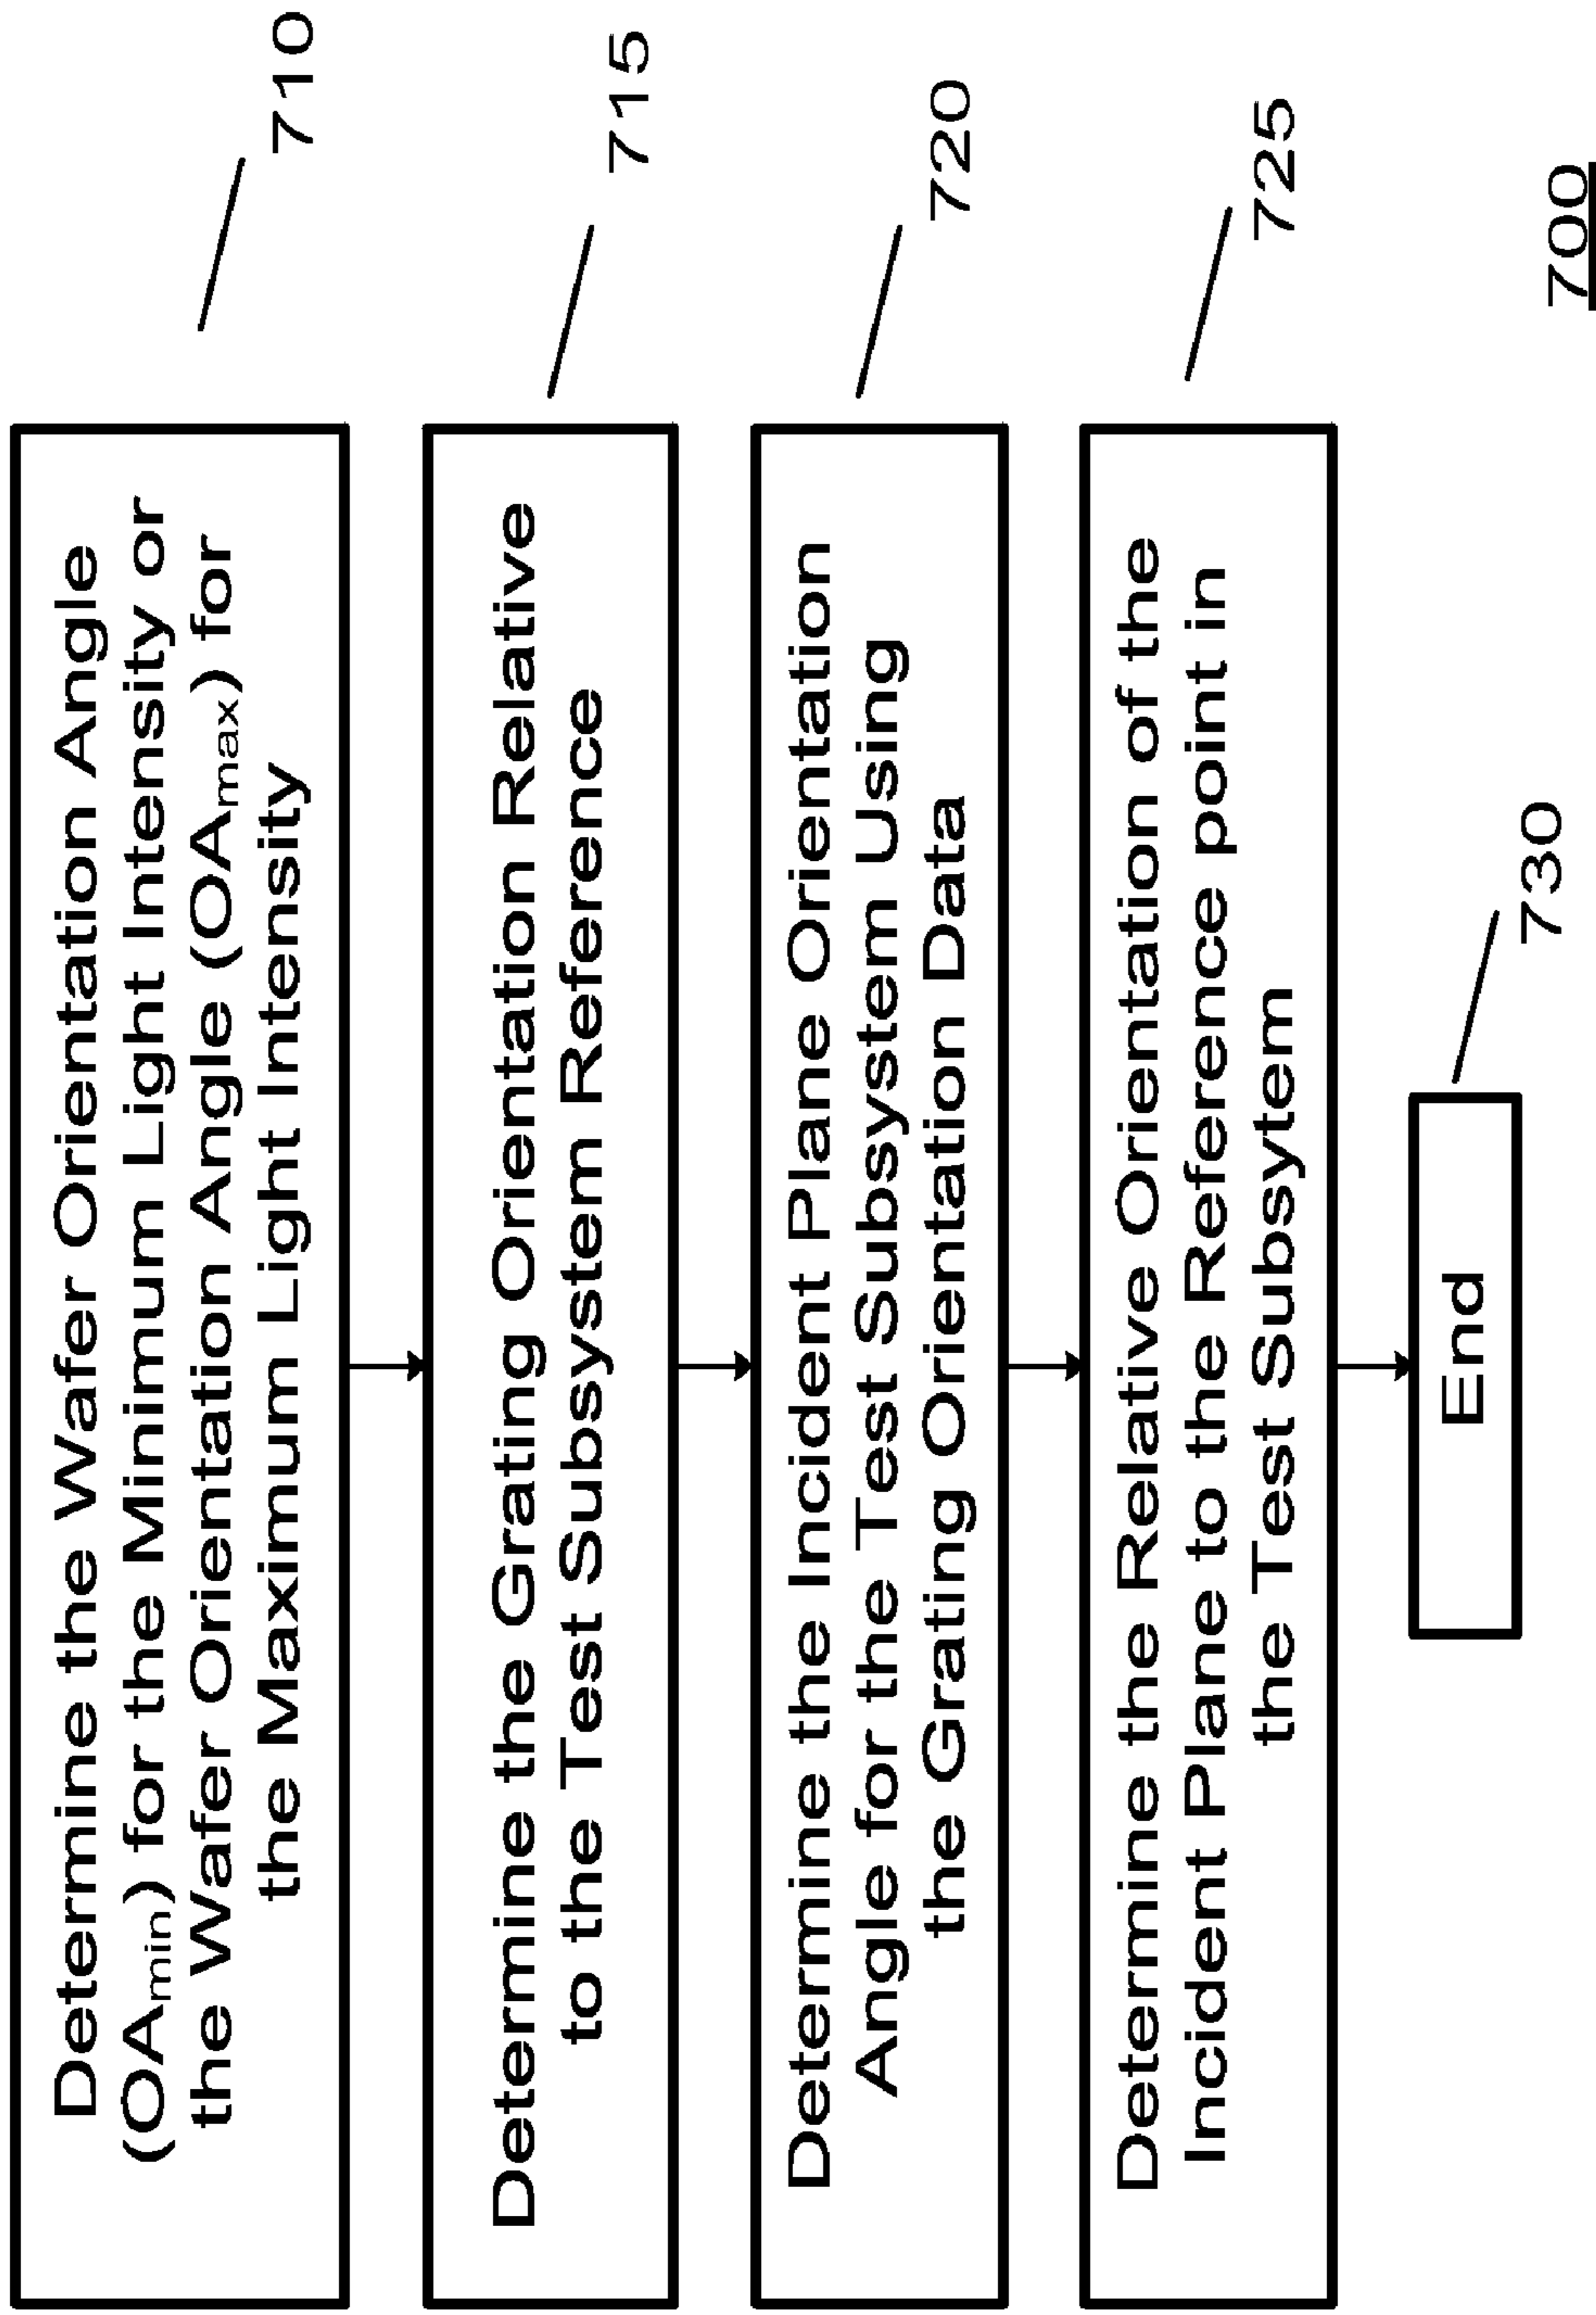 Determine the Wafer Orientation Angle
(OAmin) for the Minimum Light Intensity or
the Wafer Orientation Angle (OAmax) for
the Maximum Light Intensity
710
Determine the Grating Orientation Relative
to the Test Subsystem Reference
715
Determine the Incident Plane Orientation
Angle for the Test Subsystem Using
the Grating Orientation Data
720
Determine the Relative Orientation of the
Incident Plane to the Reference point in
the Test Subsytem
725
End
730
700